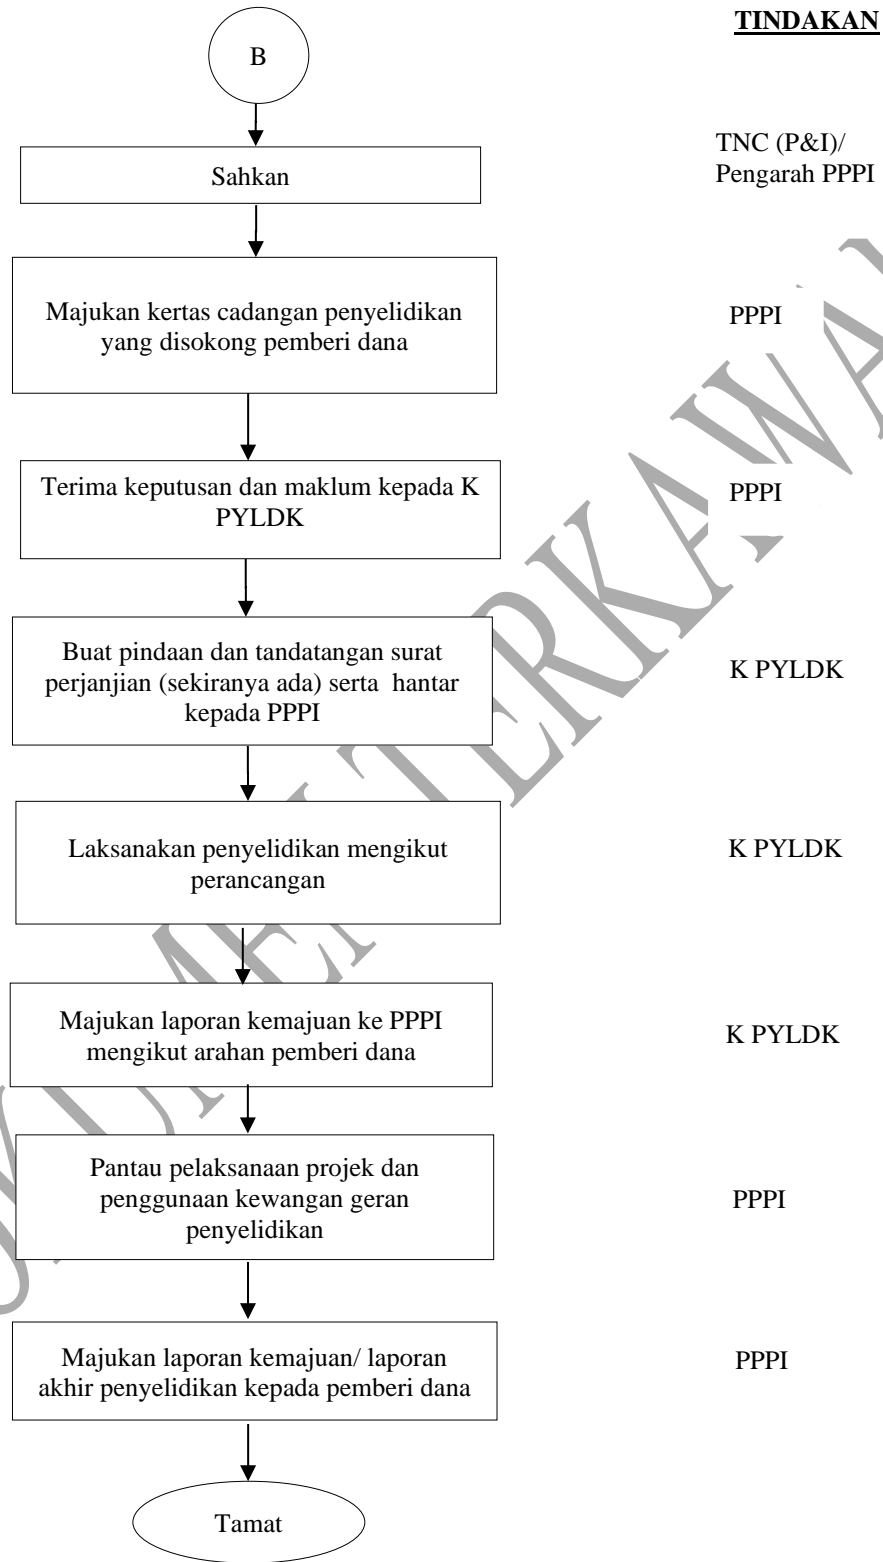 TINDAKAN
B
Sahkan
TNC (P&I)/
Pengarah PPPI
Majukan kertas cadangan penyelidikan
yang disokong pemberi dana
PPPI
Terima keputusan dan maklum kepada K
PYLDK
PPPI
Buat pindaan dan tandatangan surat
perjanjian (sekiranya ada) serta hantar
kepada PPPI
K PYLDK
Laksanakan penyelidikan mengikut
perancangan
K PYLDK
Majukan laporan kemajuan ke PPPI
mengikut arahan pemberi dana
K PYLDK
Pantau pelaksanaan projek dan
penggunaan kewangan geran
penyelidikan
PPPI
Majukan laporan kemajuan/ laporan
akhir penyelidikan kepada pemberi dana
PPPI
Tamat